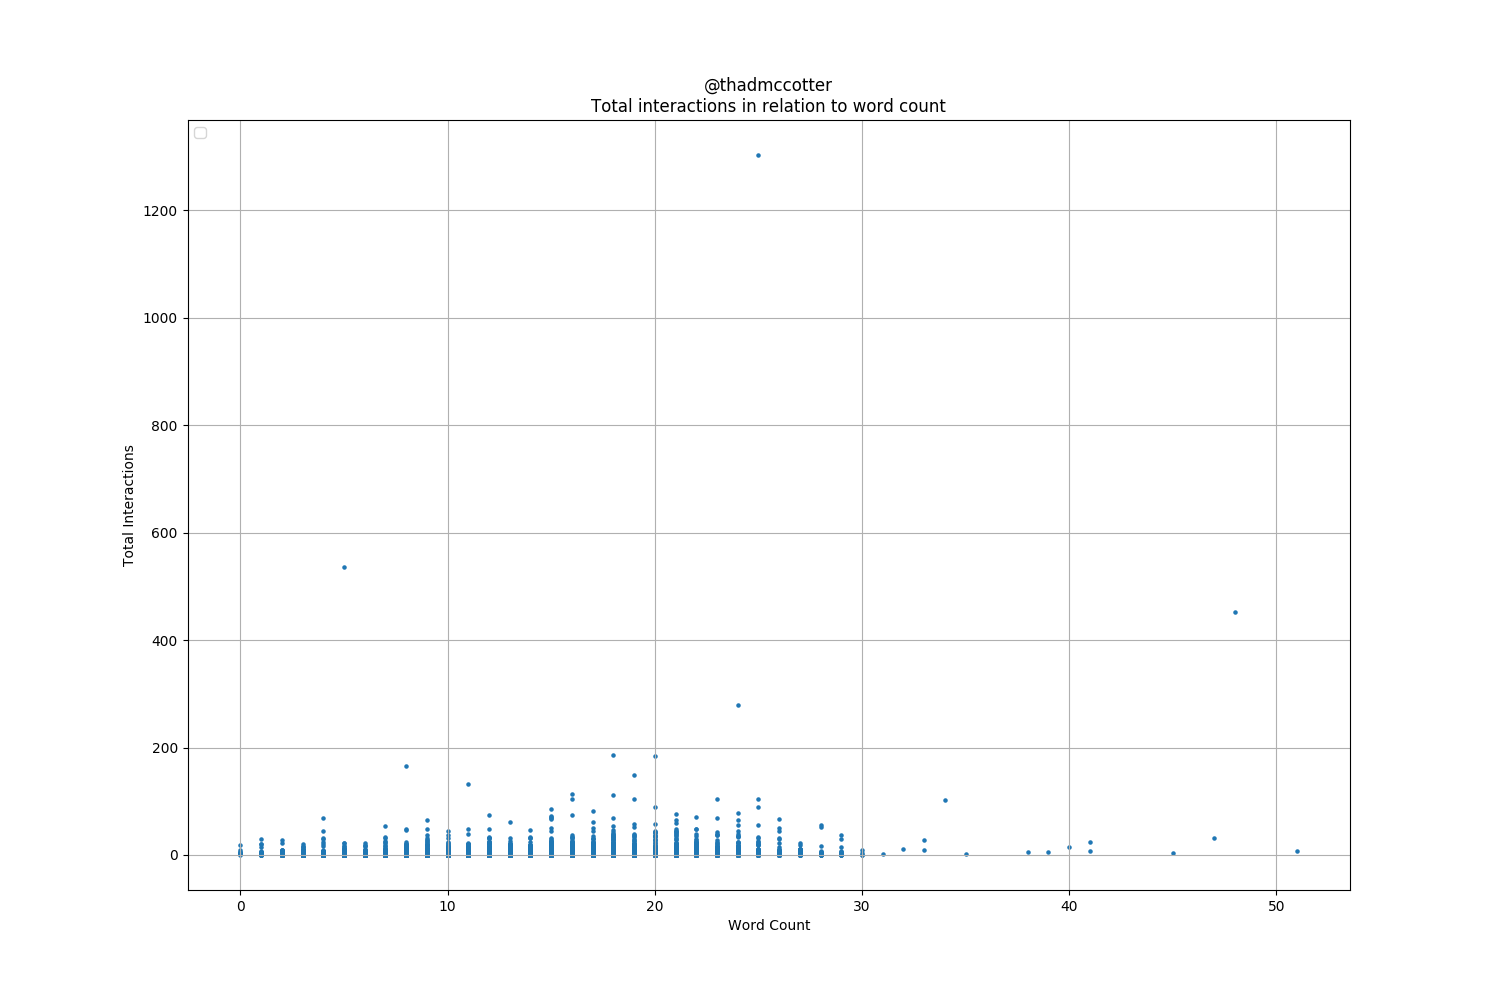 @thadmccotter
Total interactions in relation to word count
1200
1000
800
600
400
200
0
Total Interactions
0 10 20 30 40 50
Word Count